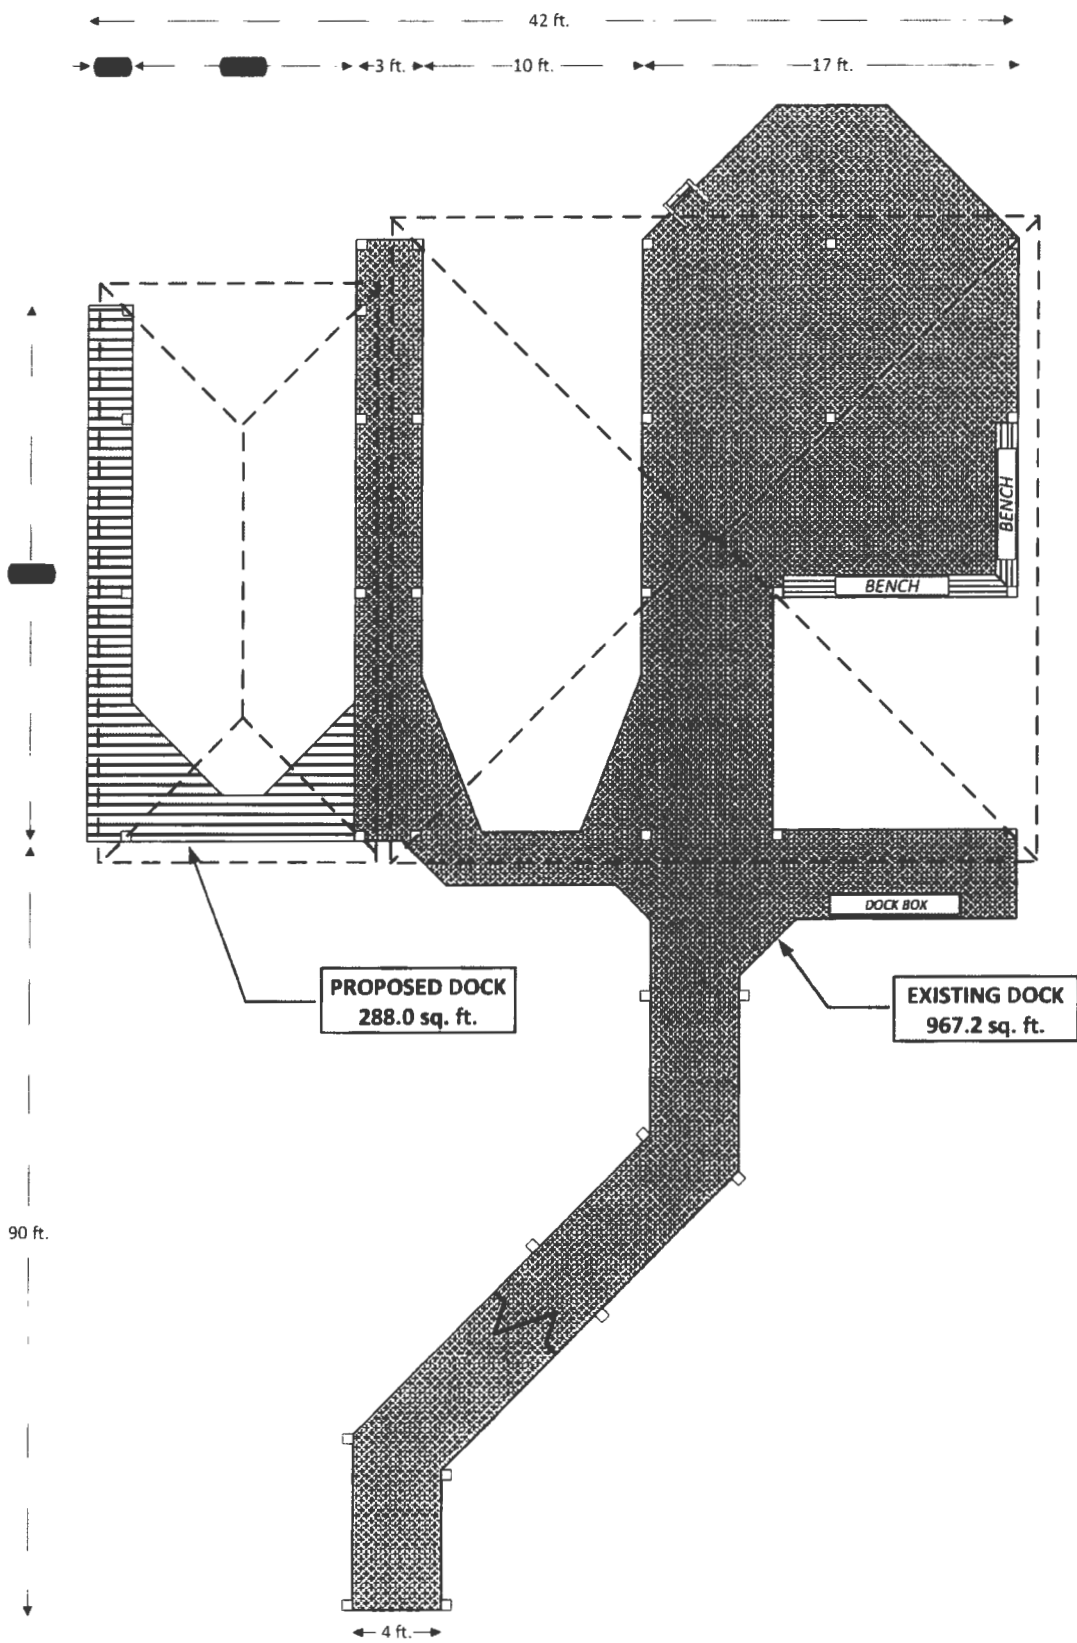 42 ft.
3 ft.
10 ft.
17 ft.
BENCH
BENCH
DOCK BOX
PROPOSED DOCK
288.0 sq. ft.
EXISTING DOCK
967.2 sq. ft.
90 ft.
4 ft.